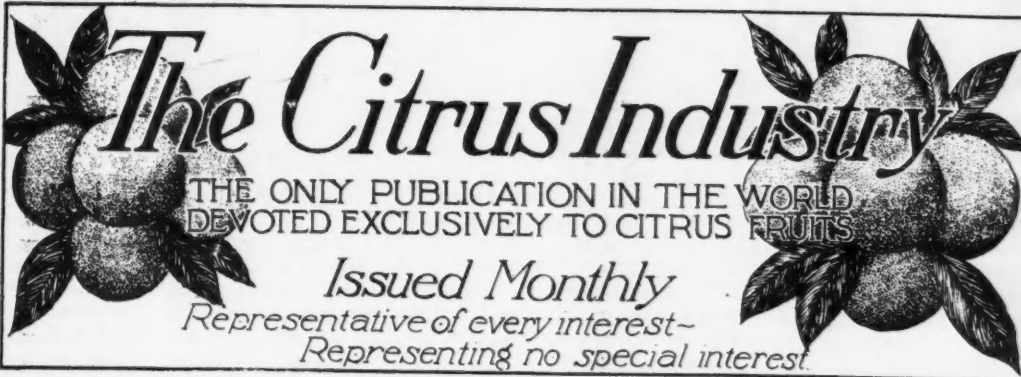 The Citrus Industry
THE ONLY PUBLICATION IN THE WORLD
DEVOTED EXCLUSIVELY TO CITRUS FRUITS
Issued Monthly
Representative of every interest~
Representing no special interest.